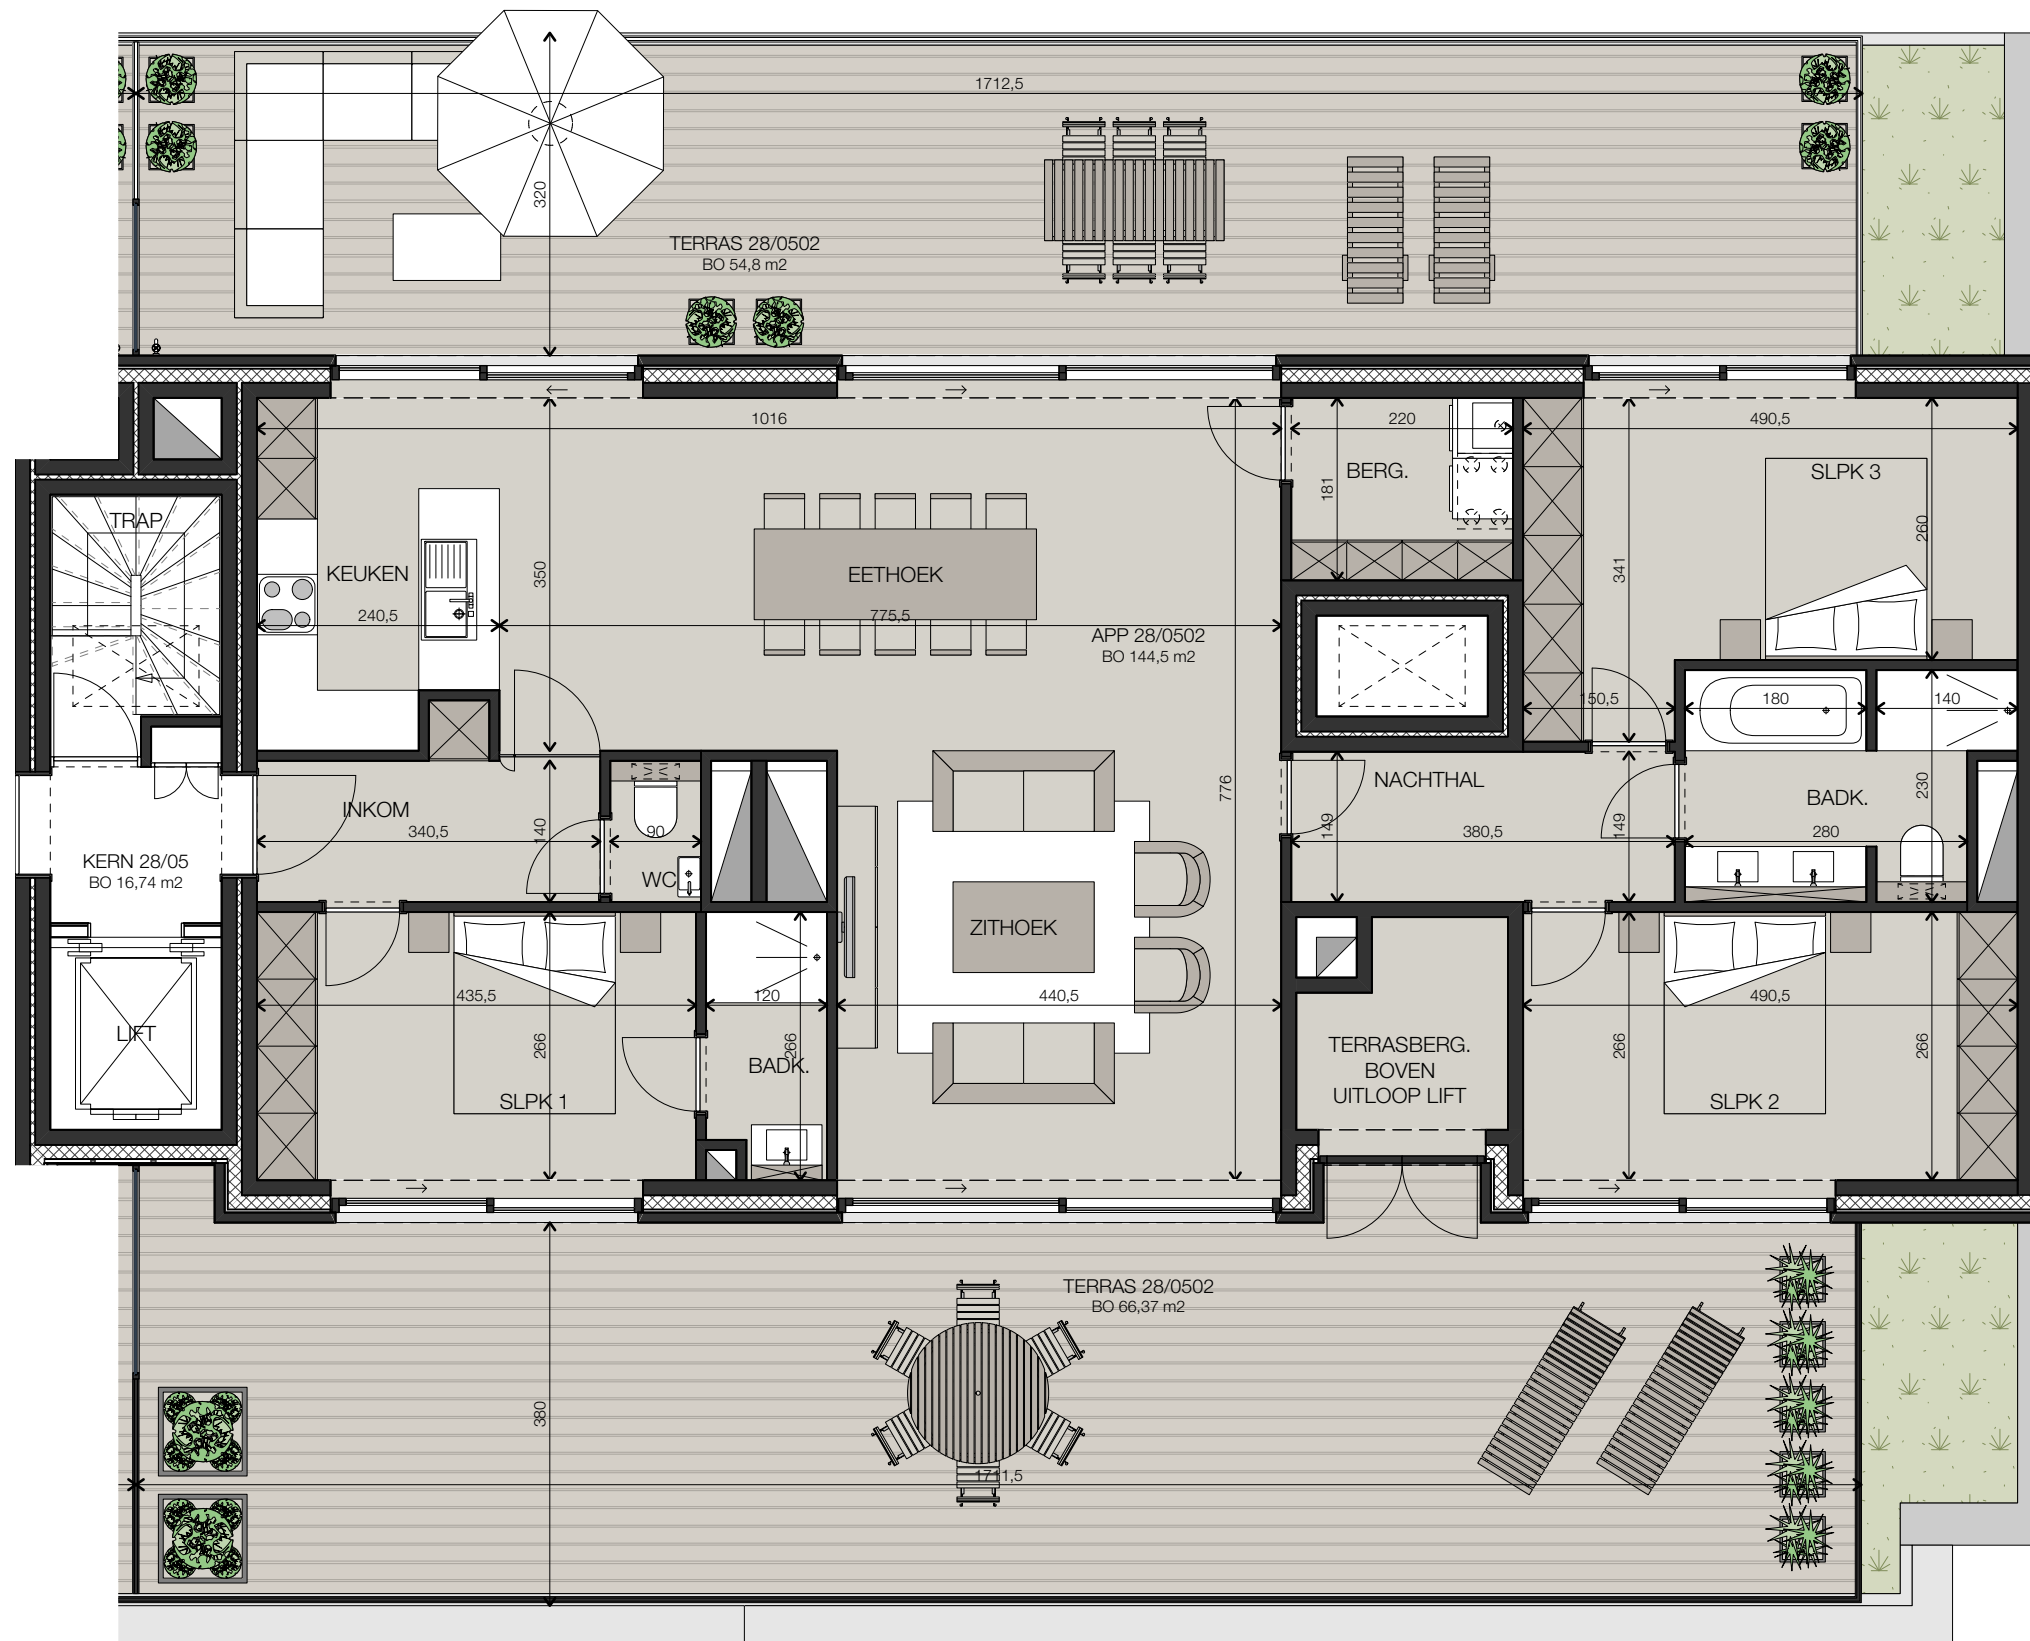 1712,5
320
TERRAS 28/0502
BO 54,8 m2
1016
220
490,5
BERG.
181
SLPK 3
260
TRAP
KEUKEN
240,5
350
EETHOEK
775,5
APP 28/0502
BO 144,5 m2
341
150,5
180
140
INKOM
340,5
140
90
WC
776
NACHTHAL
149
380,5
149
BADK.
280
230
KERN 28/05
BO 16,74 m2
LIFT
435,5
266
SLPK 1
120
266
BADK.
ZITHOEK
440,5
TERRASBERG.
BOVEN
UITLOOP LIFT
490,5
266
266
SLPK 2
TERRAS 28/0502
BO 66,37 m2
380
1711,5